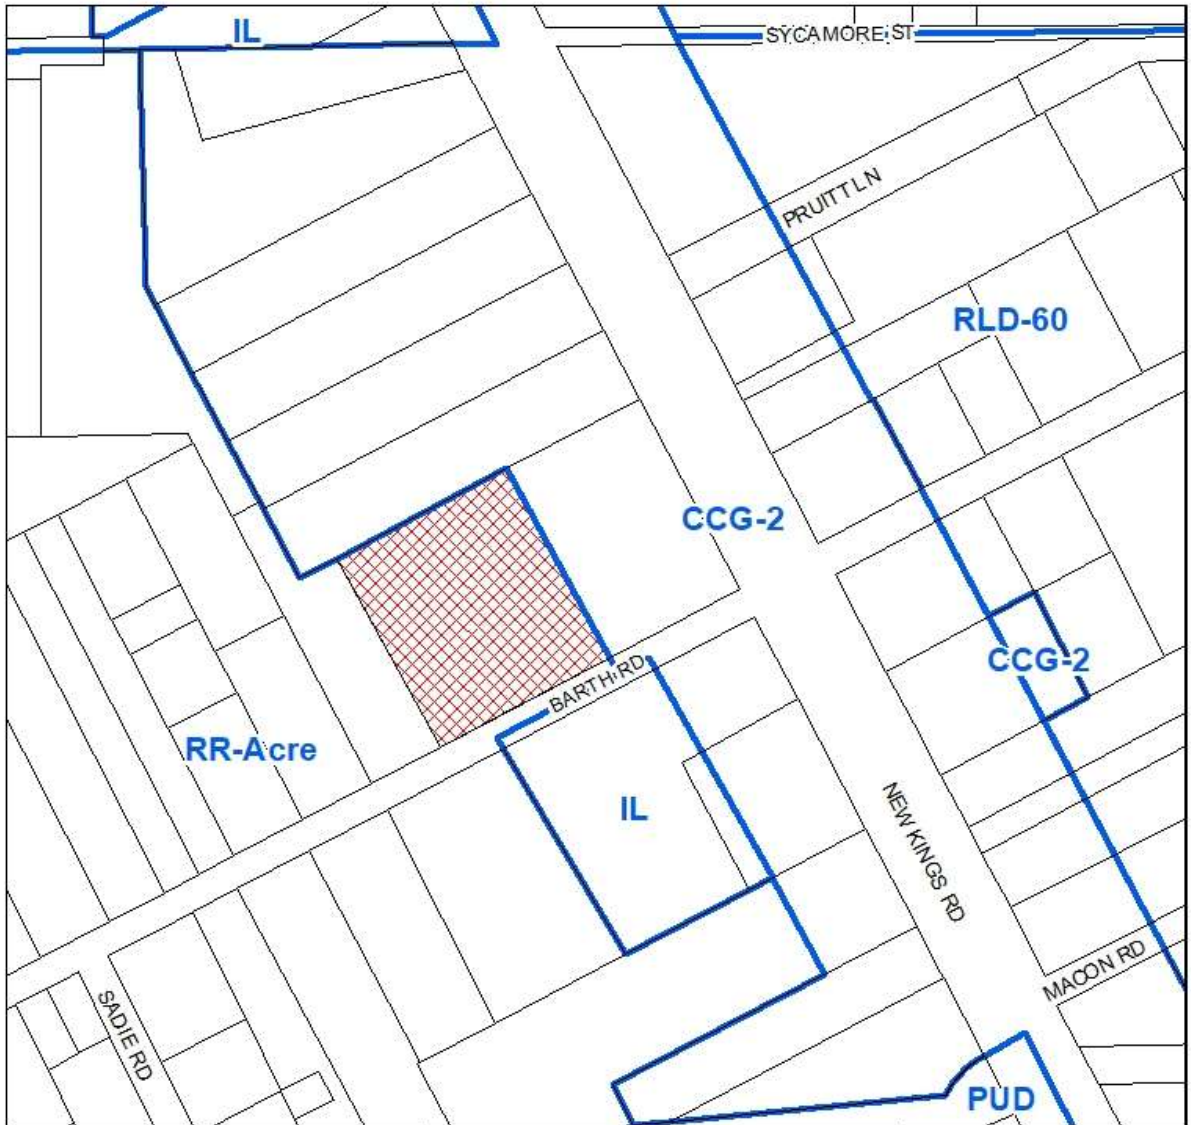 IL
SYCAMORE ST
PRUITT LN
RLD-60
CCG-2
CCG-2
BARTH RD
RR-Acre
IL
NEW KINGS RD
MACON RD
SADIE RD
PUD